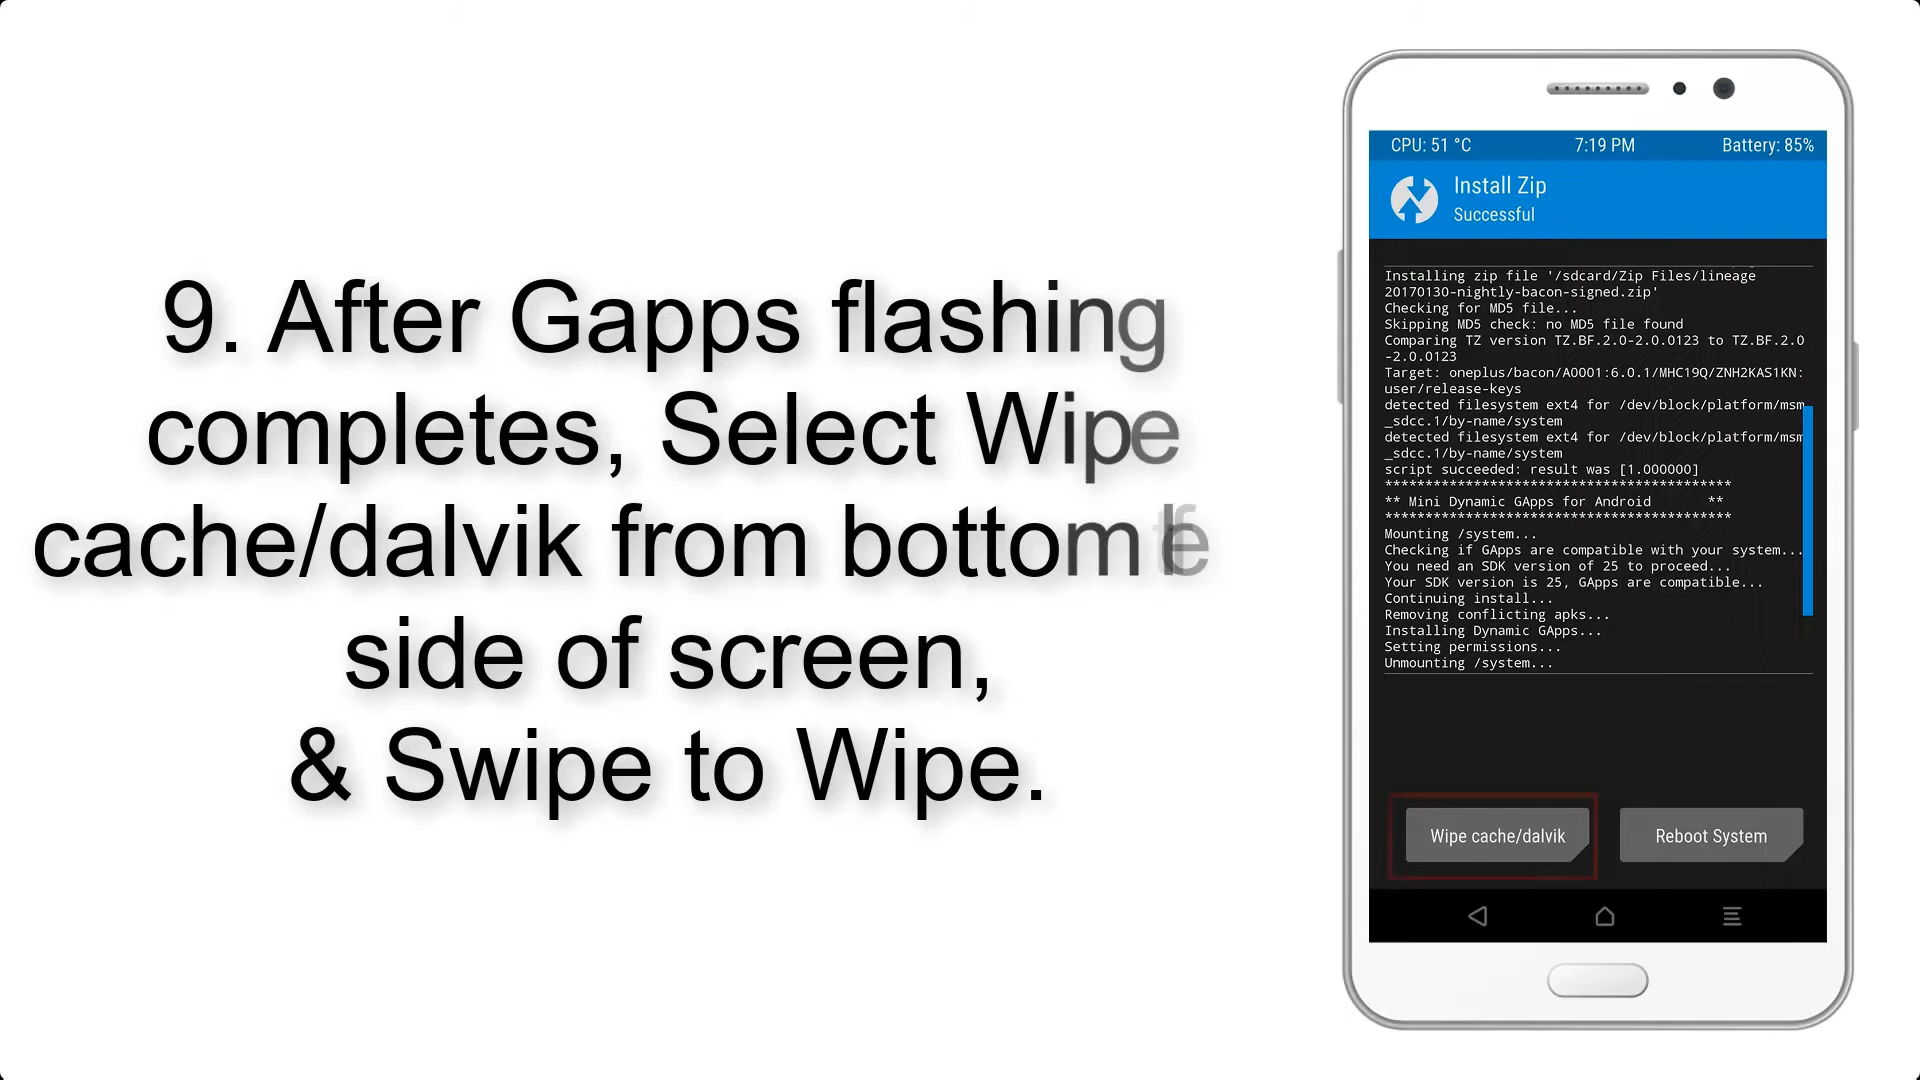 9. After Gapps flashing
completes, Select Wipe
cache/dalvik from bottom
side of screen,
& Swipe to Wipe.
CPU: 51 °C 7:19 PM Battery: 85%
Install Zip
Successful
Installing zip file '/sdcard/Zip Files/lineage
20170130-nightly-bacon-signed.zip'
Checking for MD5 file...
Skipping MD5 check: no MD5 file found
Comparing TZ version TZ.BF.2.0-2.0.0123 to TZ.BF.2.0
-2.0.0123
Target: oneplus/bacon/A0001:6.0.1/MHC19Q/ZNH2KAS1KN:
user/release-keys
detected filesystem ext4 for /dev/block/platform/msm
_sdcc.1/by-name/system
detected filesystem ext4 for /dev/block/platform/msm
_sdcc.1/by-name/system
script succeeded: result was [1.000000]
******************************************
** Mini Dynamic GApps for Android **
******************************************
Mounting /system...
Checking if GApps are compatible with your system...
You need an SDK version of 25 to proceed...
Your SDK version is 25, GApps are compatible...
Continuing install...
Removing conflicting apks...
Installing Dynamic GApps...
Setting permissions...
Unmounting /system...
Wipe cache/dalvik Reboot System